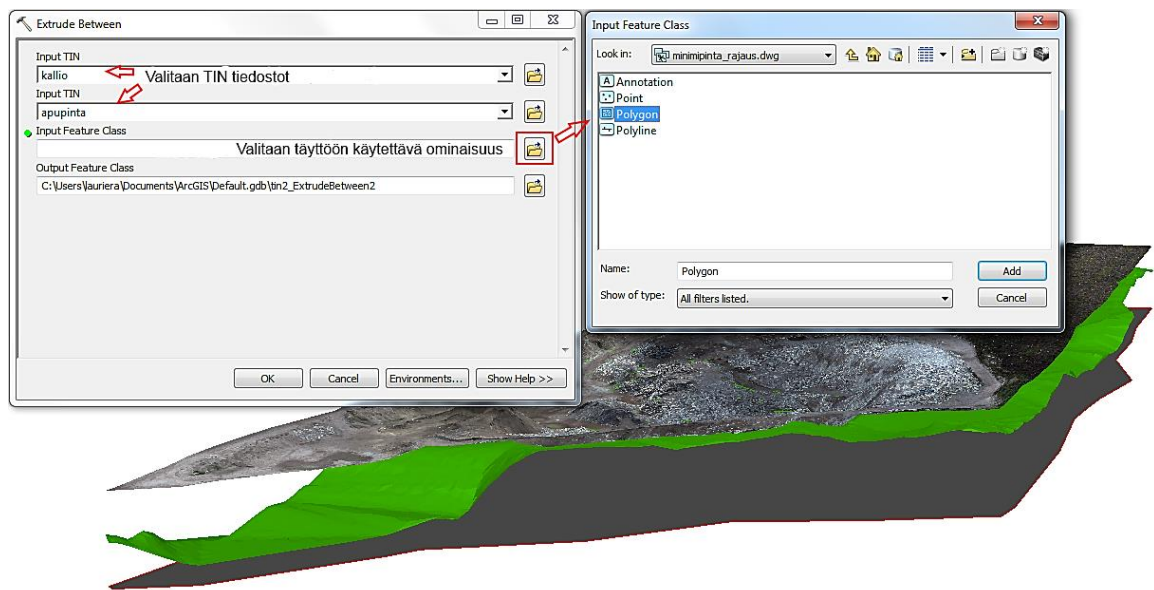 Extrude Between
Input TIN
kallio
Valitaan TIN tiedostot
Input TIN
apupinta
Input Feature Class
Valitaan täyttöön käytettävä ominaisuus
Output Feature Class
C:\Users\lauriera\Documents\ArcGIS\Default.gdb\tin2_ExtrudeBetween2
OK
Cancel
Environments...
Show Help >>
Input Feature Class
Look in:
minimipinta_rajaus.dwg
Annotation
Point
Polygon
Polyline
Name:
Polygon
Add
Show of type:
All filters listed.
Cancel